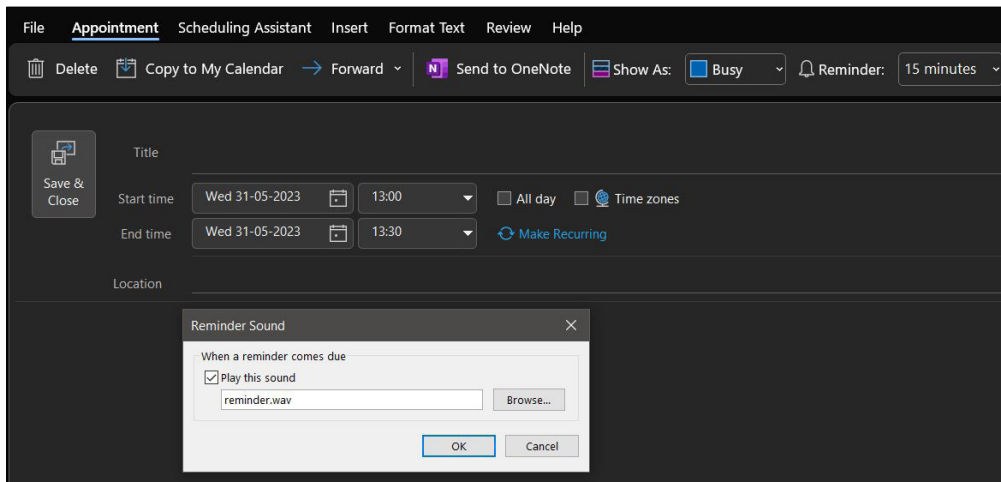 File Appointment Scheduling Assistant Insert Format Text Review Help
Delete Copy to My Calendar Forward Send to OneNote Show As: Busy Reminder: 15 minutes
Title
Save &
Close
Start time Wed 31-05-2023 13:00 All day Time zones
End time Wed 31-05-2023 13:30 Make Recurring
Location
Reminder Sound
When a reminder comes due
Play this sound
reminder.wav Browse...
OK Cancel